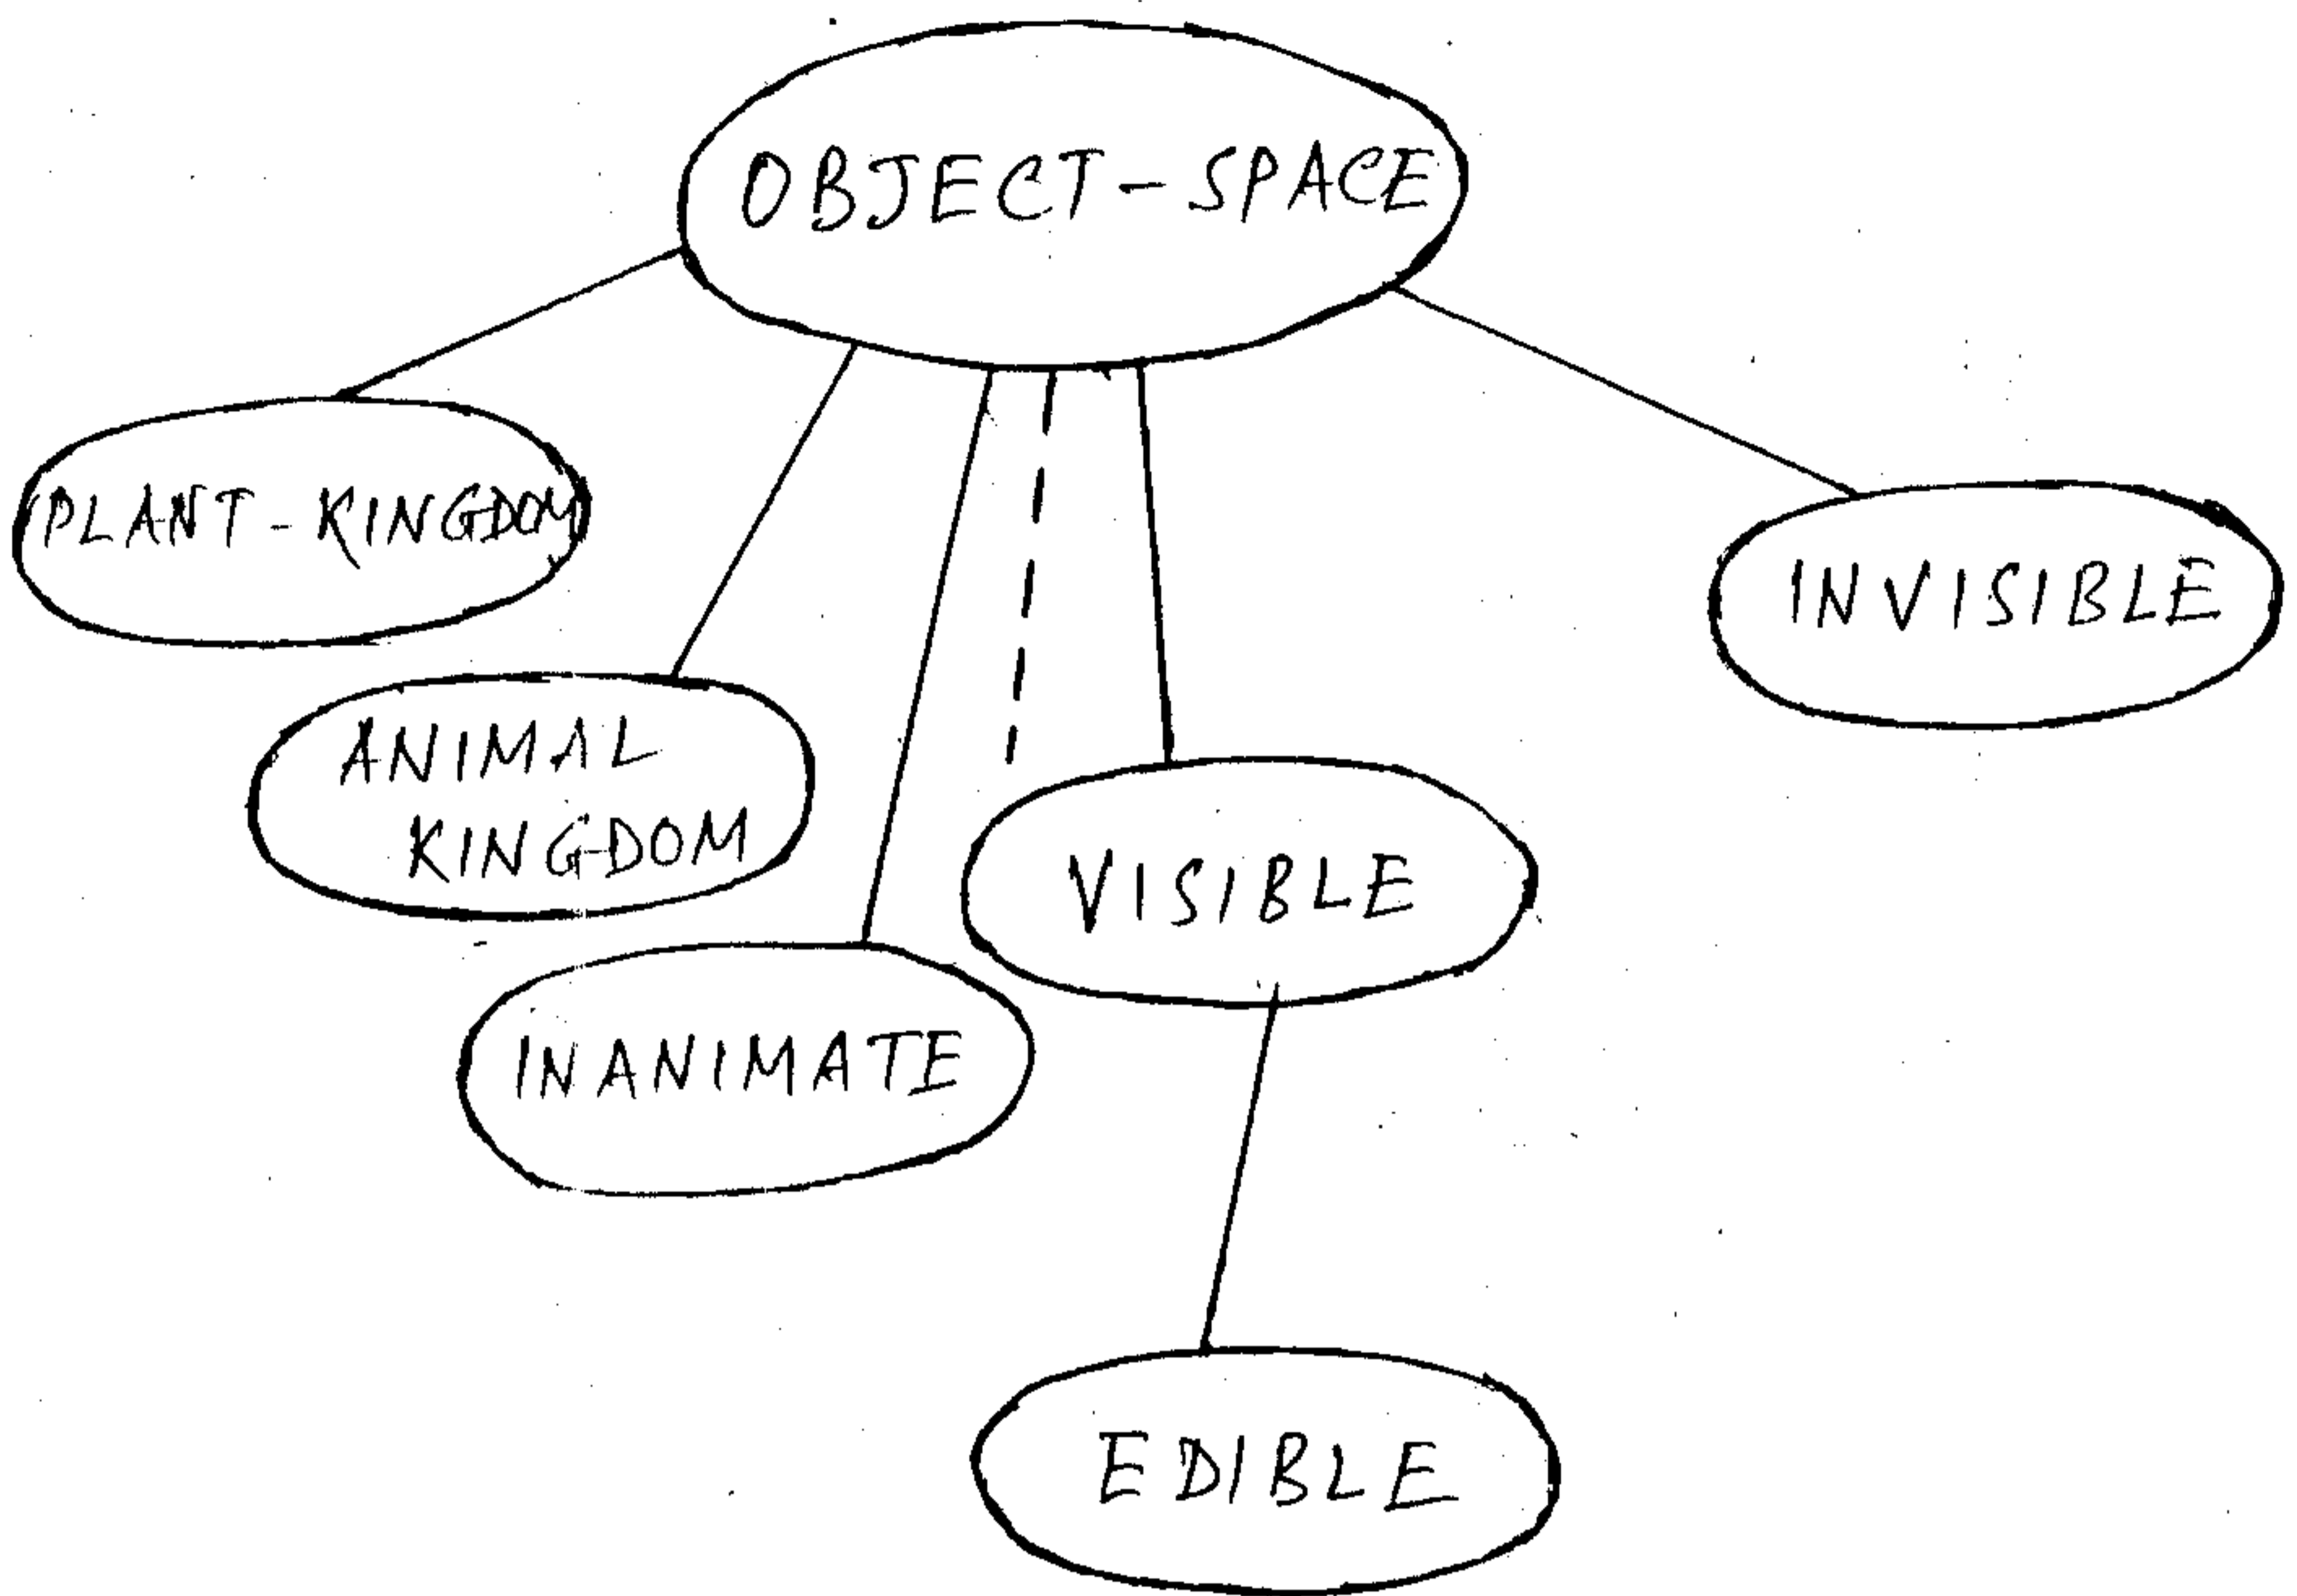 OBJECT-SPACE
PLANT-KINGDOM
INVISIBLE
ANIMAL
KINGDOM
VISIBLE
INANIMATE
EDIBLE